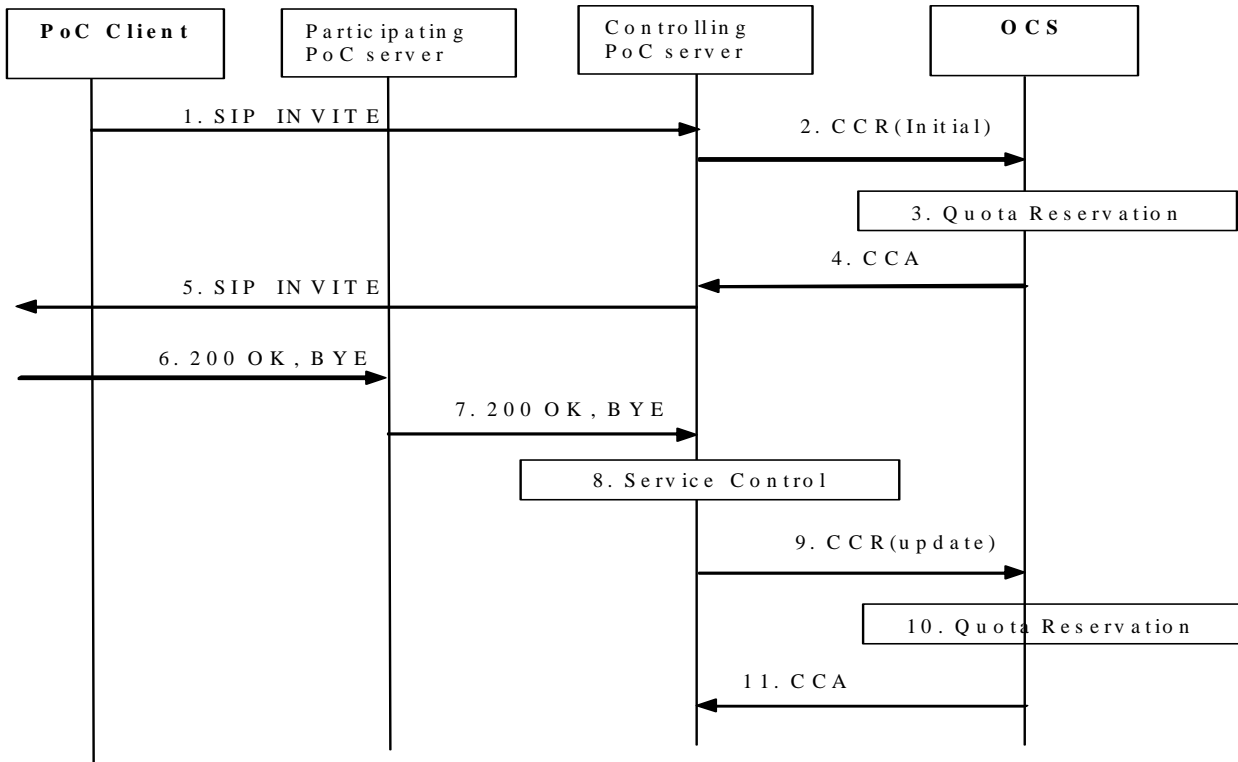 PoC Client
Participating
PoC server
Controlling
PoC server
OCS
1. SIP INVITE
2. CCR(Initial)
3. Quota Reservation
4. CCA
5. SIP INVITE
6. 200 OK, BYE
7. 200 OK, BYE
8. Service Control
9. CCR(update)
10. Quota Reservation
11. CCA